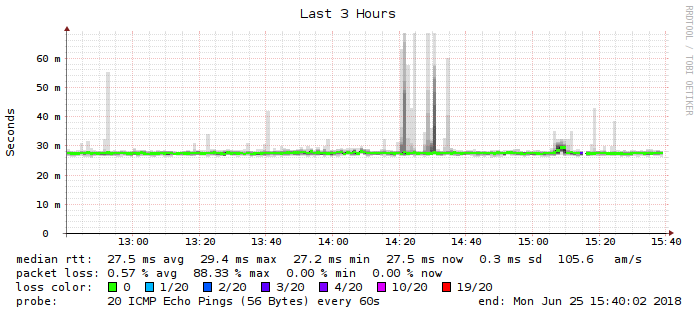 Last 3 Hours
RRDTOOL / TOBI OETIKER
Seconds
60 m
50 m
40 m
30 m
20 m
10 m
0
13:00 13:20 13:40 14:00 14:20 14:40 15:00 15:20 15:40
median rtt: 27.5 ms avg 29.4 ms max 27.2 ms min 27.5 ms now 0.3 ms sd 105.6 am/s
packet loss: 0.57 % avg 88.33 % max 0.00 % min 0.00 % now
loss color: 0 1/20 2/20 3/20 4/20 10/20 19/20
probe: 20 ICMP Echo Pings (56 Bytes) every 60s end: Mon Jun 25 15:40:02 2018